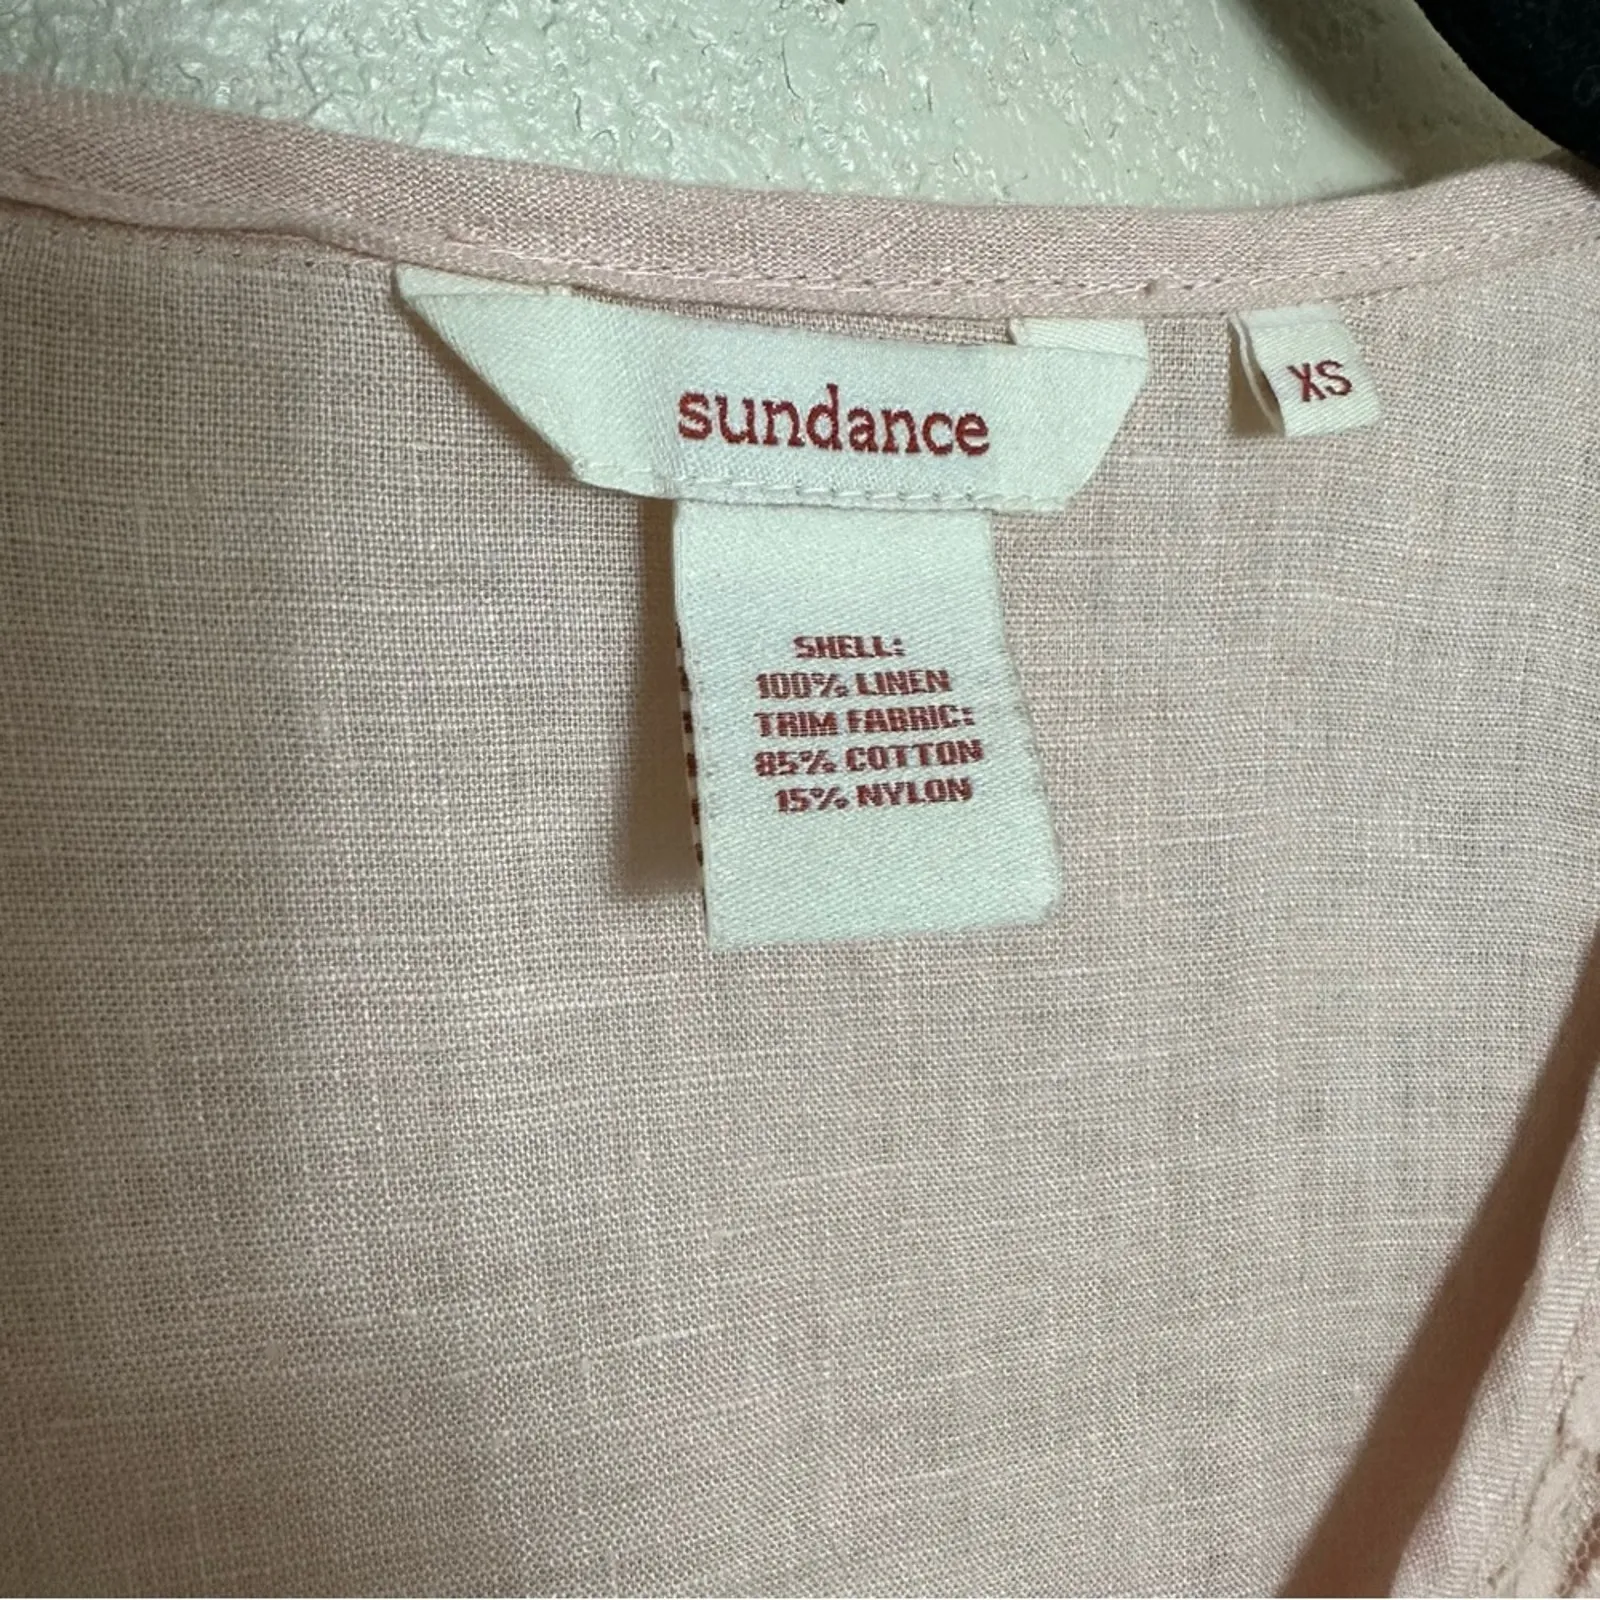 sundance
XS
SHELL:
100% LINEN
TRIM FABRIC:
85% COTTON
15% NYLON